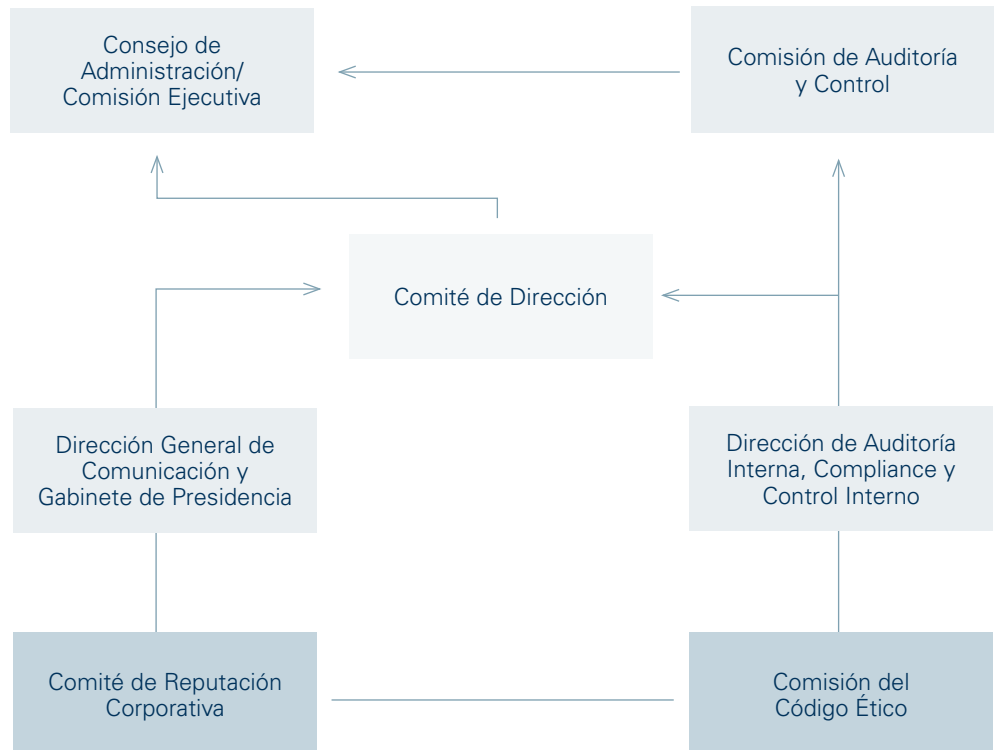 Consejo de
Administración/
Comisión Ejecutiva
Comisión de Auditoría
y Control
Comité de Dirección
Dirección General de
Comunicación y
Gabinete de Presidencia
Dirección de Auditoría
Interna, Compliance y
Control Interno
Comité de Reputación
Corporativa
Comisión del
Código Ético